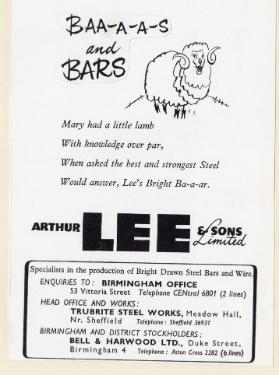 BAA-A-A-S
and
BARS
Mary had a little lamb
With knowledge over par,
When asked the best and strongest Steel
Would answer, Lee's Bright Ba-a-ar.
ARTHUR LEE & SONS Limited
Specialists in the production of Bright Drawn Steel Bars and Wire.
ENQUIRIES TO: BIRMINGHAM OFFICE
53 Vittoria Street Telephone CENtral 6801 (2 lines)
HEAD OFFICE AND WORKS:
TRUBRITE STEEL WORKS, Meadow Hall,
Nr. Sheffield Telephone: Sheffield 36931
BIRMINGHAM AND DISTRICT STOCKHOLDERS:
BELL & HARWOOD LTD., Duke Street,
Birmingham 4 Telephone: Aston Cross 2282 (6 lines)